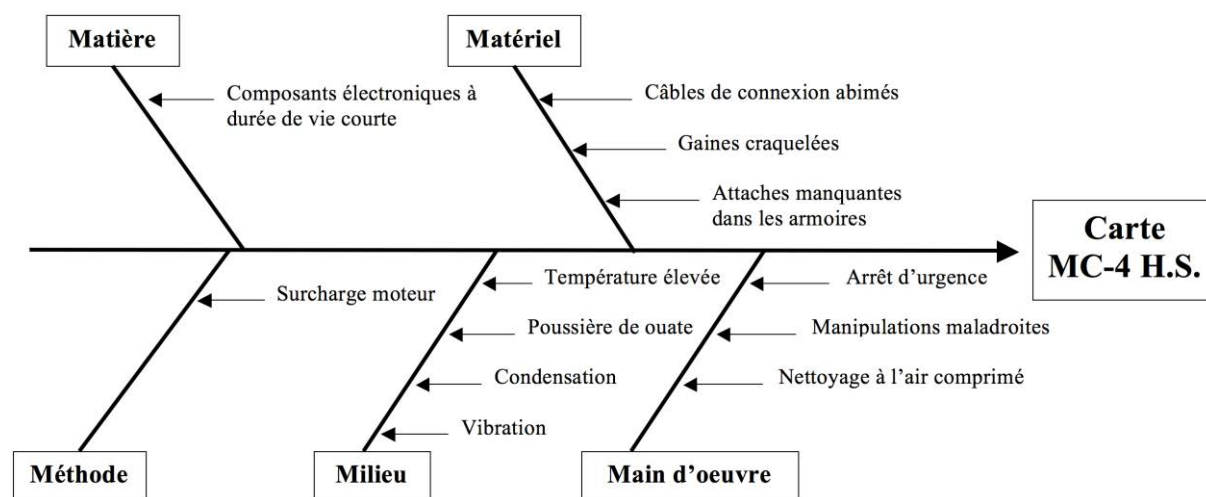 Matière
Matériel
Composants électroniques à
durée de vie courte
Câbles de connexion abimés
Gaines craquelées
Attaches manquantes
dans les armoires
Carte
MC-4 H.S.
Surcharge moteur
Température élevée
Poussière de ouate
Condensation
Vibration
Arrêt d’urgence
Manipulations maladroites
Nettoyage à l’air comprimé
Méthode
Milieu
Main d’oeuvre